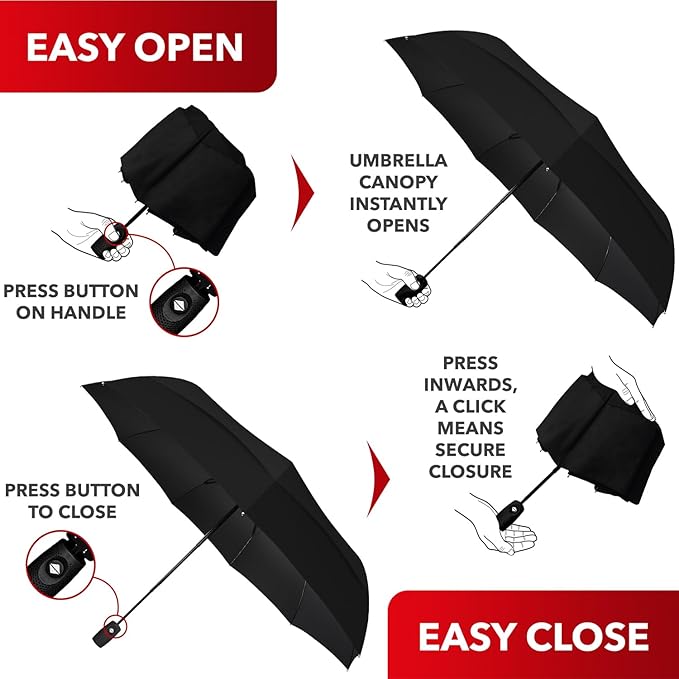 EASY OPEN
PRESS BUTTON
ON HANDLE
UMBRELLA
CANOPY
INSTANTLY
OPENS
PRESS BUTTON
TO CLOSE
PRESS
INWARDS,
A CLICK
MEANS
SECURE
CLOSURE
EASY CLOSE